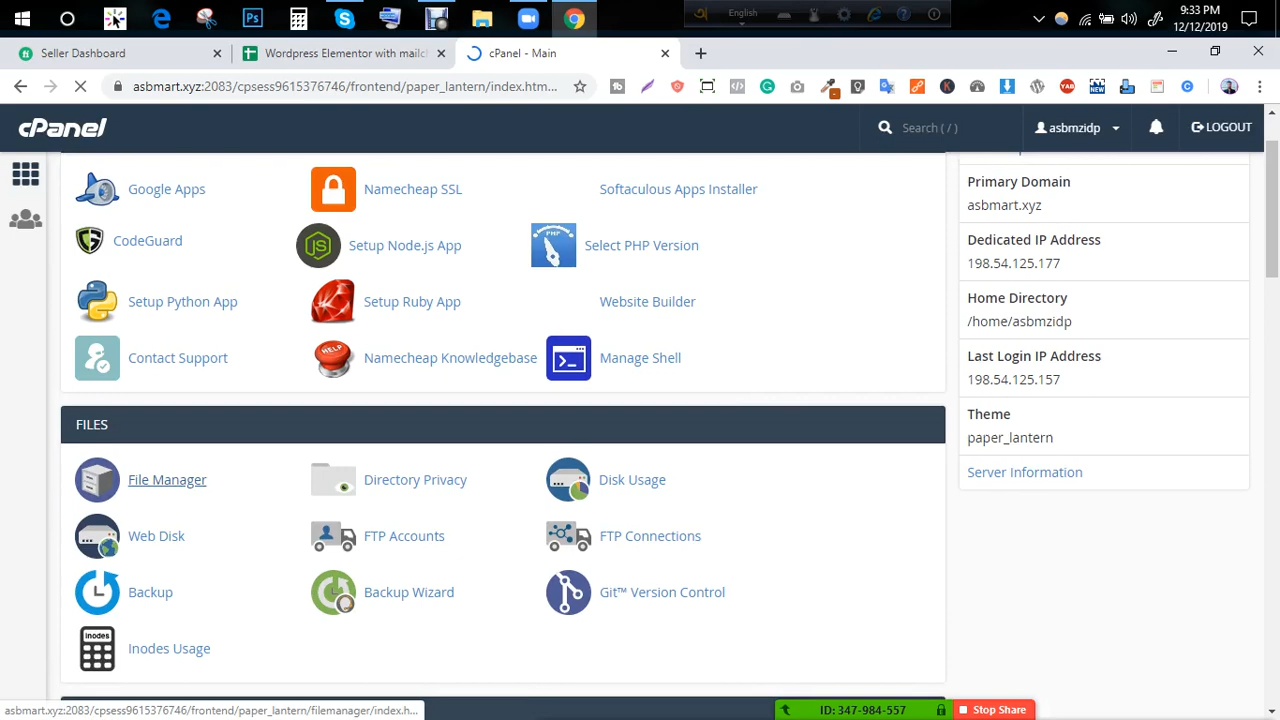 English
9:33 PM
12/12/2019
Seller Dashboard
Wordpress Elementor with mailch
cPanel - Main
asbmart.xyz:2083/cpsess9615376746/frontend/paper_lantern/index.htm...
cPanel
Search ( / )
asbmzidp
LOGOUT
Google Apps
Namecheap SSL
Softaculous Apps Installer
CodeGuard
Setup Node.js App
Select PHP Version
Setup Python App
Setup Ruby App
Website Builder
Contact Support
Namecheap Knowledgebase
Manage Shell
FILES
File Manager
Directory Privacy
Disk Usage
Web Disk
FTP Accounts
FTP Connections
Backup
Backup Wizard
Git™ Version Control
Inodes Usage
Primary Domain
asbmart.xyz
Dedicated IP Address
198.54.125.177
Home Directory
/home/asbmzidp
Last Login IP Address
198.54.125.157
Theme
paper_lantern
Server Information
asbmart.xyz:2083/cpsess9615376746/frontend/paper_lantern/filemanager/index.h...
ID: 347-984-557
Stop Share